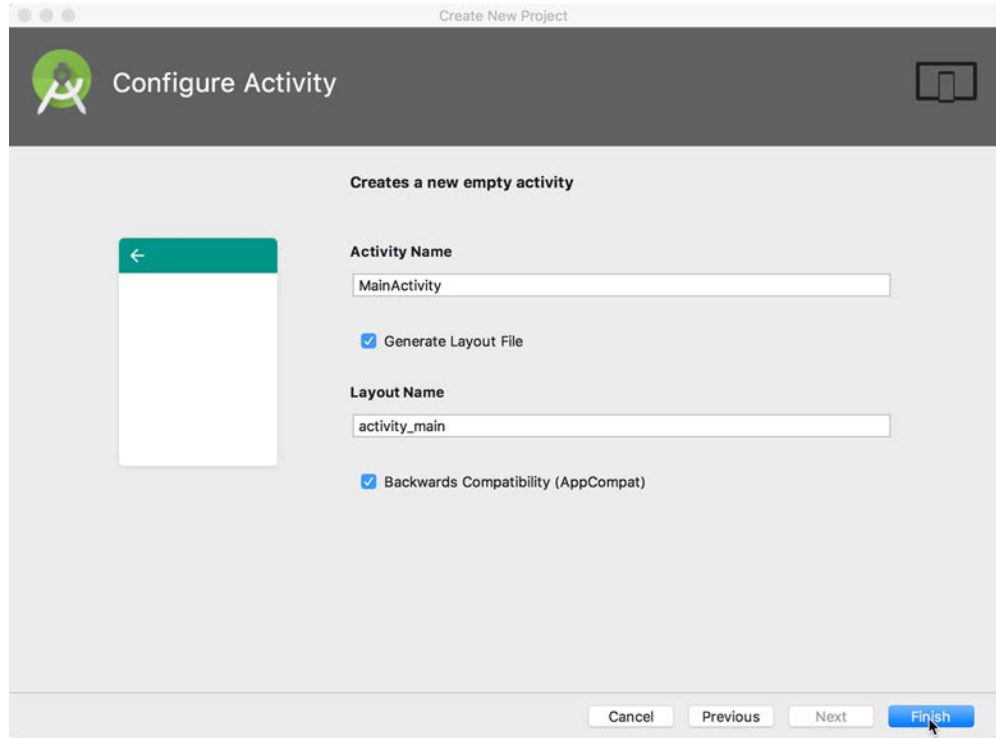 Create New Project
Configure Activity
Creates a new empty activity
Activity Name
MainActivity
Generate Layout File
Layout Name
activity_main
Backwards Compatibility (AppCompat)
Cancel Previous Next Finish